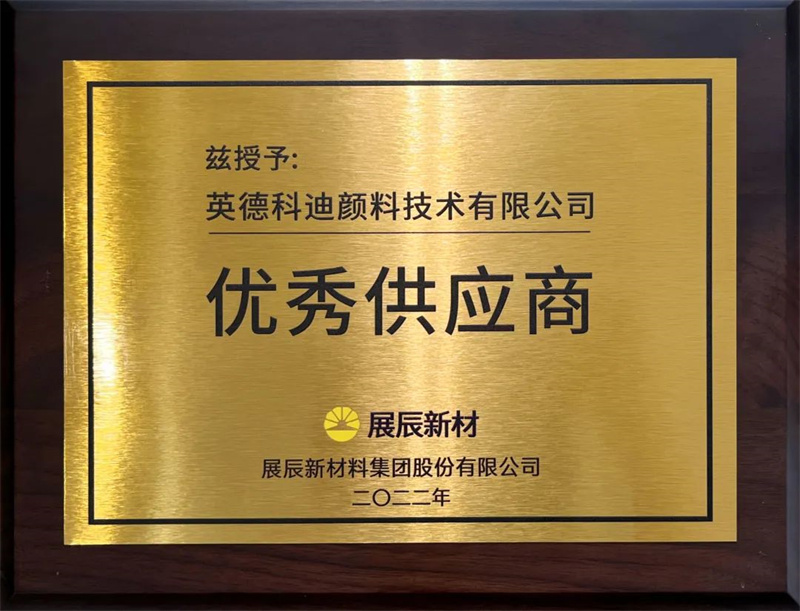 兹授予:
英德科迪颜料技术有限公司
优秀供应商
展辰新材
展辰新材料集团股份有限公司
二〇二二年